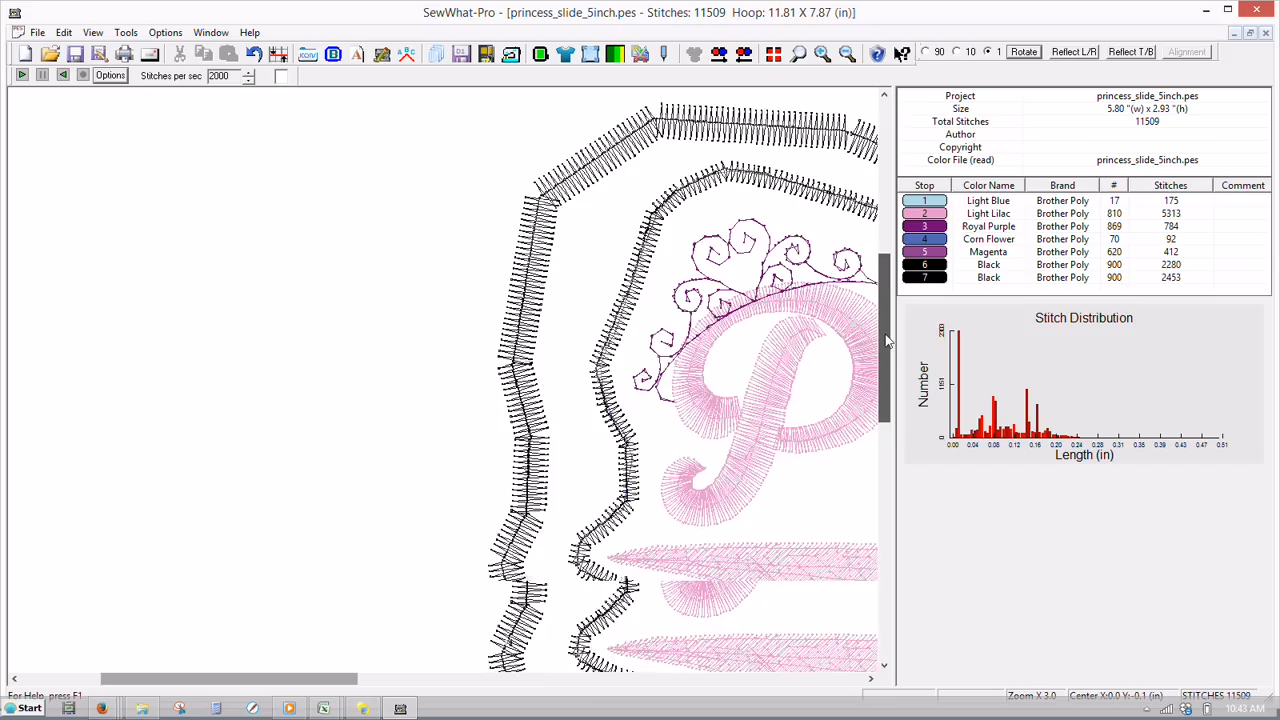 SewWhat-Pro - [princess_slide_5inch.pes - Stitches: 11509 Hoop: 11.81 X 7.87 (in)]
File Edit View Tools Options Window Help
90 10 Rotate Reflect L/R Reflect T/B Alignment
Options Stitches per sec 2000
Project princess_slide_5inch.pes
Size 5.80 "(w) x 2.93 "(h)
Total Stitches 11509
Author
Copyright
Color File (read) princess_slide_5inch.pes
Stop Color Name Brand # Stitches Comment
1 Light Blue Brother Poly 17 175
2 Light Lilac Brother Poly 810 5313
3 Royal Purple Brother Poly 869 784
4 Corn Flower Brother Poly 70 92
5 Magenta Brother Poly 620 412
6 Black Brother Poly 900 2280
7 Black Brother Poly 900 2453
Stitch Distribution
Number
0.00 0.04 0.08 0.12 0.16 0.20 0.24 0.28 0.31 0.35 0.39 0.43 0.47 0.51
Length (in)
For Help, press F1
Zoom X 3.0 Center X:0.0 Y:-0.1 (in) STITCHES 11509
Start 10:43 AM